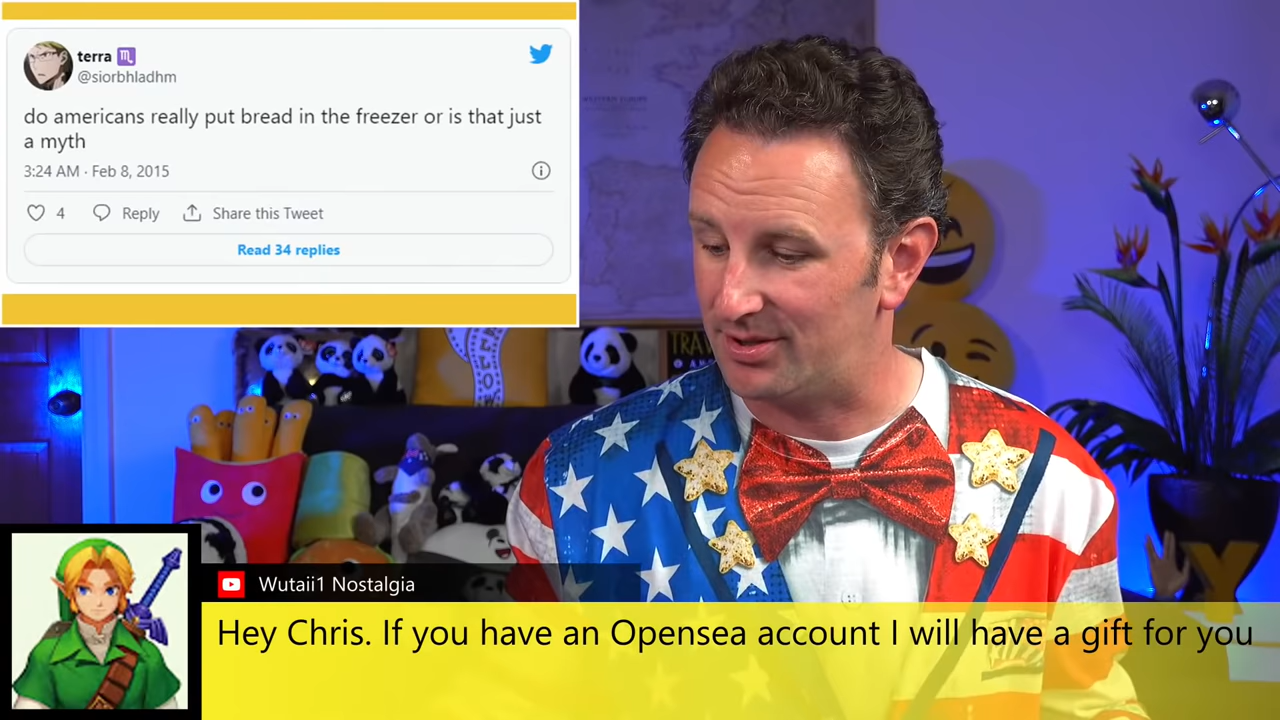 terra ♏
@siorbhladhm
do americans really put bread in the freezer or is that just
a myth
3:24 AM · Feb 8, 2015
4
Reply
Share this Tweet
Read 34 replies
Wutaii1 Nostalgia
Hey Chris. If you have an Opensea account I will have a gift for you